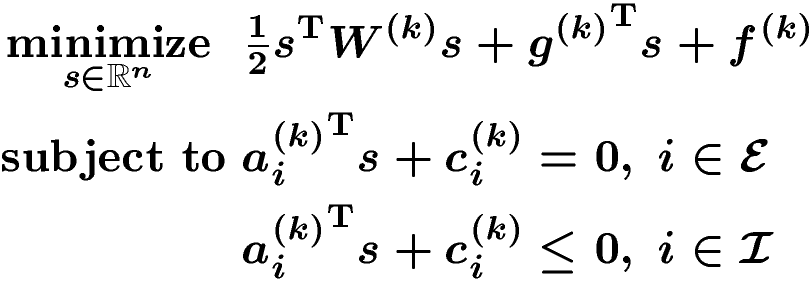 minimize ½sᵀW⁽ᵏ⁾s + g⁽ᵏ⁾ᵀs + f⁽ᵏ⁾
s∈ℝⁿ
subject to aᵢ⁽ᵏ⁾ᵀs + cᵢ⁽ᵏ⁾ = 0, i ∈ ℰ
aᵢ⁽ᵏ⁾ᵀs + cᵢ⁽ᵏ⁾ ≤ 0, i ∈ ℐ